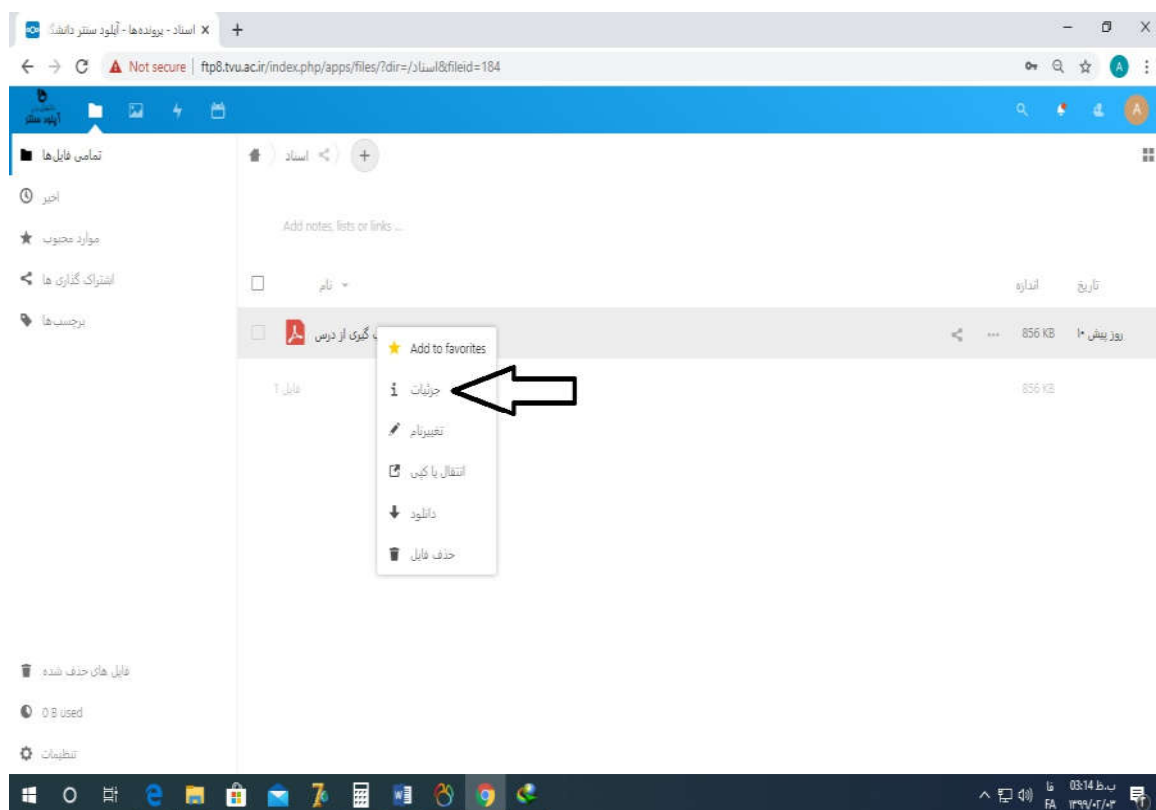 اسناد - پرونده‌ها - آپلود سنتر دانشگ
Not secure | ftp8.tvu.ac.ir/index.php/apps/files/?dir=/اسناد&fileid=184
A
آپلود سنتر
A
تمامی فایل‌ها
اسناد
اخیر
Add notes, lists or links ...
موارد محبوب
اشتراک گذاری ها
نام
اندازه
تاریخ
برچسب‌ها
گیری از درس
856 KB
۱۰ روز پیش
Add to favorites
جزئیات
1 فایل
856 KB
تغییرنام
انتقال یا کپی
دانلود
حذف فایل
فایل های حذف شده
0 B used
تنظیمات
03:14 ب.ظ
فا
FA